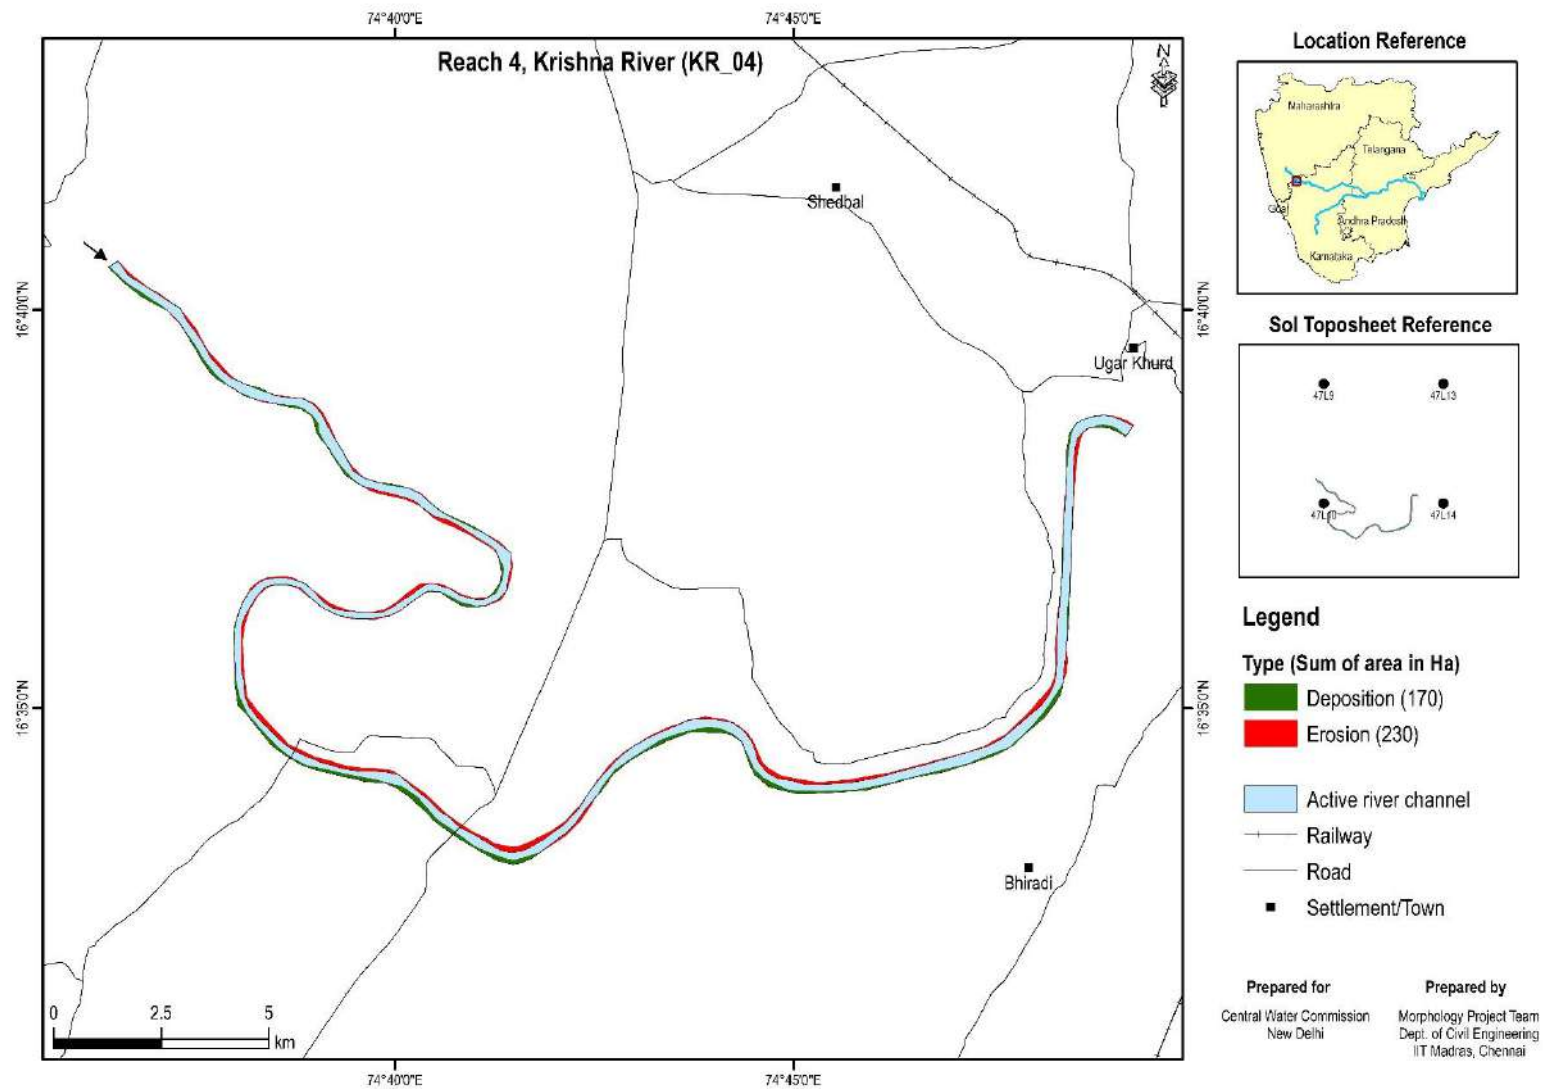 74°40'0"E
74°45'0"E
Reach 4, Krishna River (KR_04)
N
Shedbal
16°40'0"N
16°40'0"N
Ugar Khurd
16°35'0"N
16°35'0"N
Bhiradi
0 2.5 5
km
74°40'0"E
74°45'0"E
Location Reference
Maharashtra
Telangana
Goa
Andhra Pradesh
Karnataka
SoI Toposheet Reference
47L9
47L13
47L10
47L14
Legend
Type (Sum of area in Ha)
Deposition (170)
Erosion (230)
Active river channel
Railway
Road
Settlement/Town
Prepared for
Central Water Commission
New Delhi
Prepared by
Morphology Project Team
Dept. of Civil Engineering
IIT Madras, Chennai